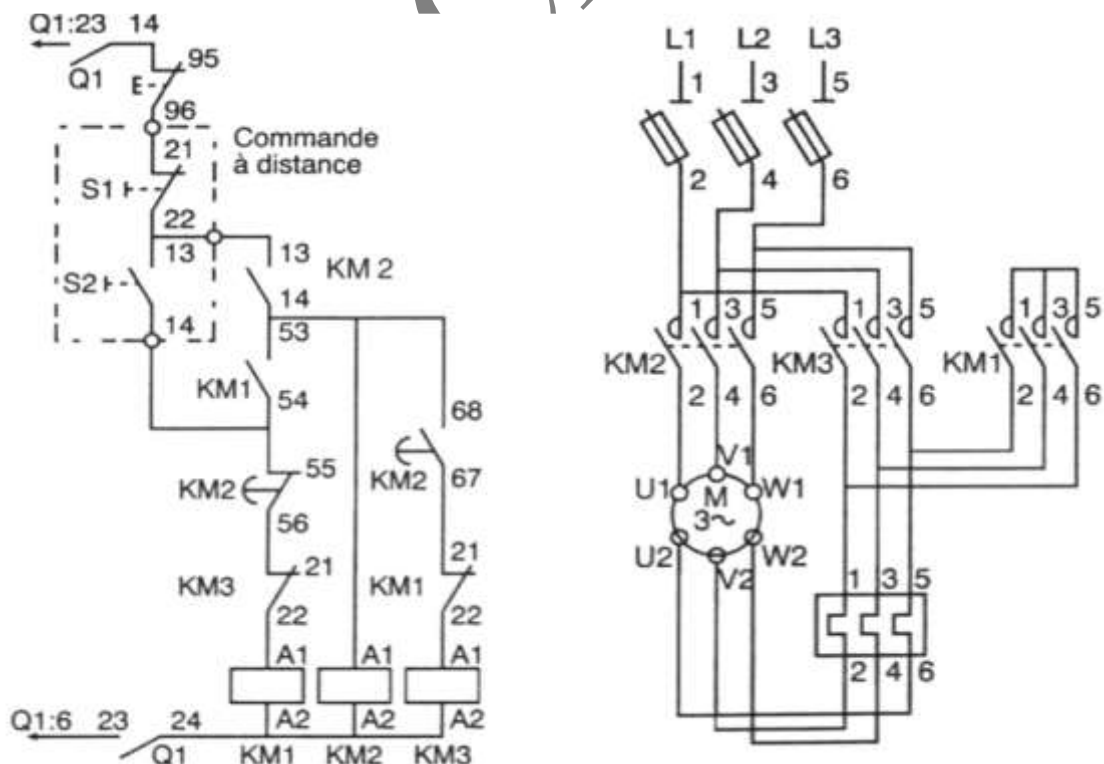 Q1:23 14
Q1
95
E
96
Commande
à distance
21
S1
22
13
13
KM 2
S2
14
14
53
KM1
54
68
55
KM2
KM2
67
56
21
21
KM3
KM1
22
22
A1
A1
A1
Q1:6 23 24
A2
A2
A2
Q1
KM1
KM2
KM3
L1 L2 L3
1 3 5
2 4 6
1 3 5
1 3 5
1 3 5
KM2
KM3
KM1
2 4 6
2 4 6
2 4 6
V1
U1
M
W1
3~
U2
W2
V2
1 3 5
2 4 6